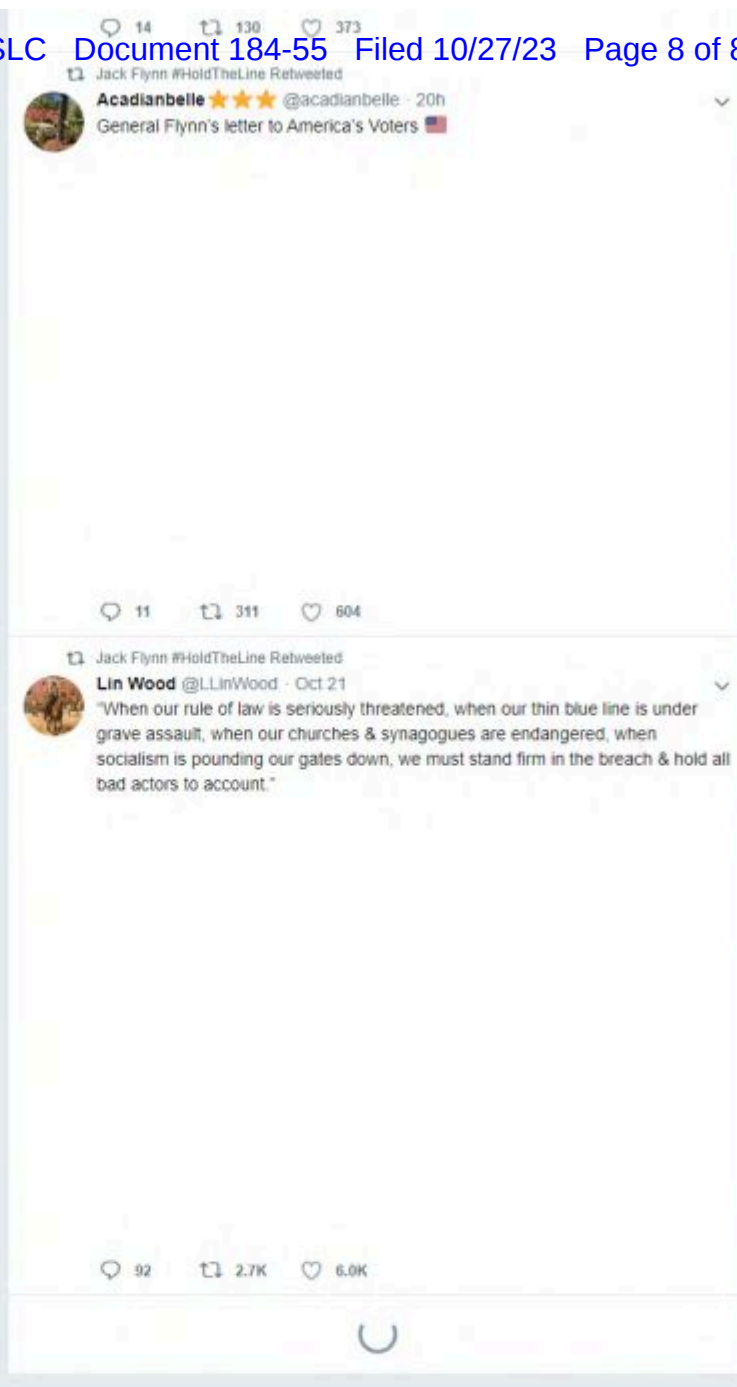 14 130 373
SLC Document 184-55 Filed 10/27/23 Page 8 of 8
Jack Flynn #HoldTheLine Retweeted
Acadianbelle @acadianbelle · 20h
General Flynn's letter to America's Voters
11 311 604
Jack Flynn #HoldTheLine Retweeted
Lin Wood @LLinWood · Oct 21
"When our rule of law is seriously threatened, when our thin blue line is under
grave assault, when our churches & synagogues are endangered, when
socialism is pounding our gates down, we must stand firm in the breach & hold all
bad actors to account."
92 2.7K 6.0K